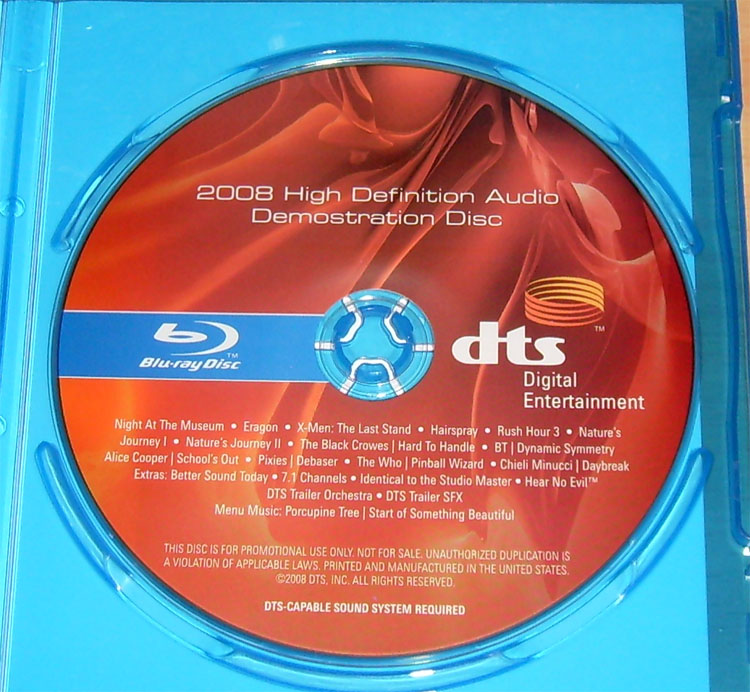 2008 High Definition Audio
Demostration Disc
Blu-ray Disc™
dts™
Digital
Entertainment
Night At The Museum • Eragon • X-Men: The Last Stand • Hairspray • Rush Hour 3 • Nature's
Journey I • Nature's Journey II • The Black Crowes | Hard To Handle • BT | Dynamic Symmetry
Alice Cooper | School's Out • Pixies | Debaser • The Who | Pinball Wizard • Chieli Minucci | Daybreak
Extras: Better Sound Today • 7.1 Channels • Identical to the Studio Master • Hear No Evil™
DTS Trailer Orchestra • DTS Trailer SFX
Menu Music: Porcupine Tree | Start of Something Beautiful
THIS DISC IS FOR PROMOTIONAL USE ONLY. NOT FOR SALE. UNAUTHORIZED DUPLICATION IS
A VIOLATION OF APPLICABLE LAWS. PRINTED AND MANUFACTURED IN THE UNITED STATES.
©2008 DTS, INC. ALL RIGHTS RESERVED.
DTS-CAPABLE SOUND SYSTEM REQUIRED